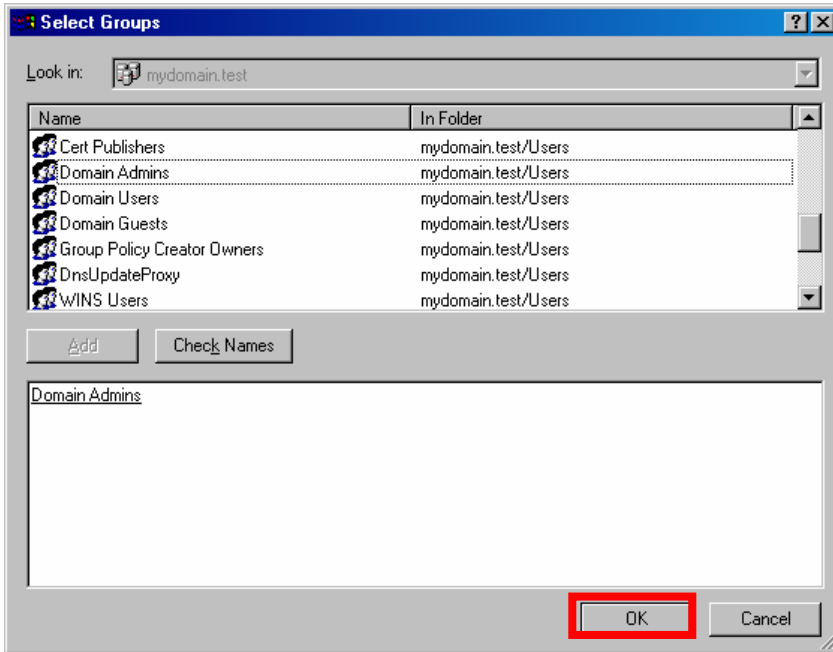 Select Groups
Look in: mydomain.test
Name In Folder
Cert Publishers mydomain.test/Users
Domain Admins mydomain.test/Users
Domain Users mydomain.test/Users
Domain Guests mydomain.test/Users
Group Policy Creator Owners mydomain.test/Users
DnsUpdateProxy mydomain.test/Users
WINS Users mydomain.test/Users
Add Check Names
Domain Admins
OK Cancel